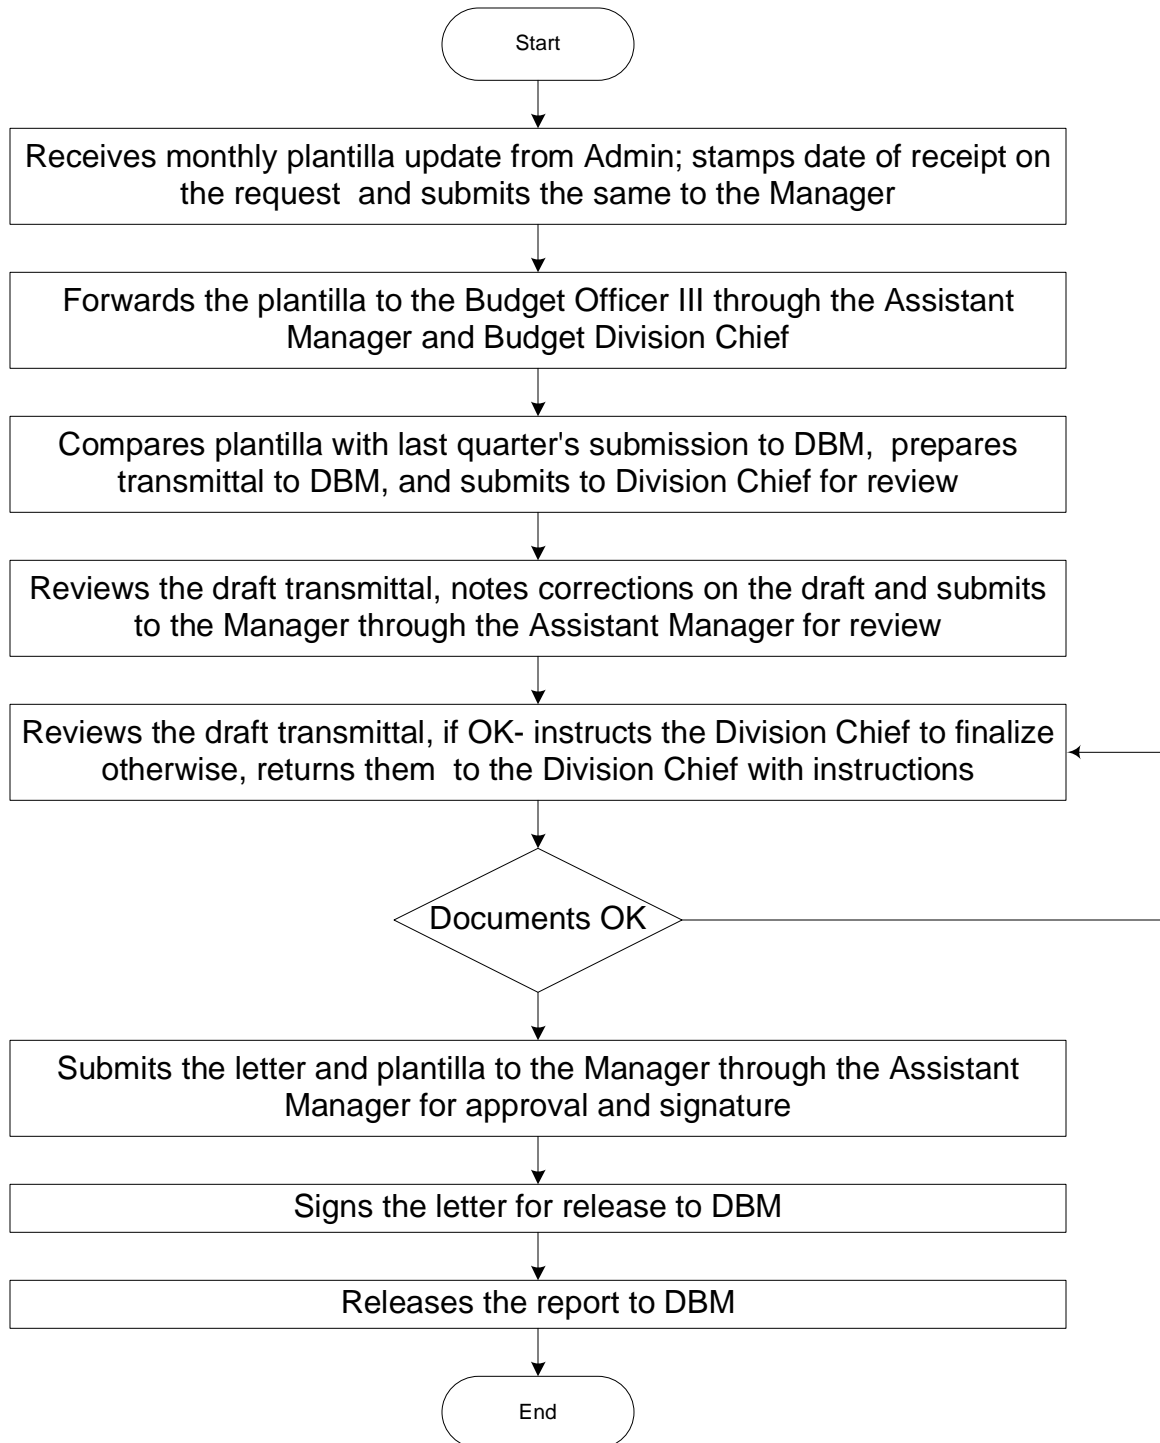 Start
Receives monthly plantilla update from Admin; stamps date of receipt on
the request  and submits the same to the Manager
Forwards the plantilla to the Budget Officer III through the Assistant
Manager and Budget Division Chief
Compares plantilla with last quarter's submission to DBM,  prepares
transmittal to DBM, and submits to Division Chief for review
Reviews the draft transmittal, notes corrections on the draft and submits
to the Manager through the Assistant Manager for review
Reviews the draft transmittal, if OK- instructs the Division Chief to finalize
otherwise, returns them  to the Division Chief with instructions
Documents OK
Submits the letter and plantilla to the Manager through the Assistant
Manager for approval and signature
Signs the letter for release to DBM
Releases the report to DBM
End